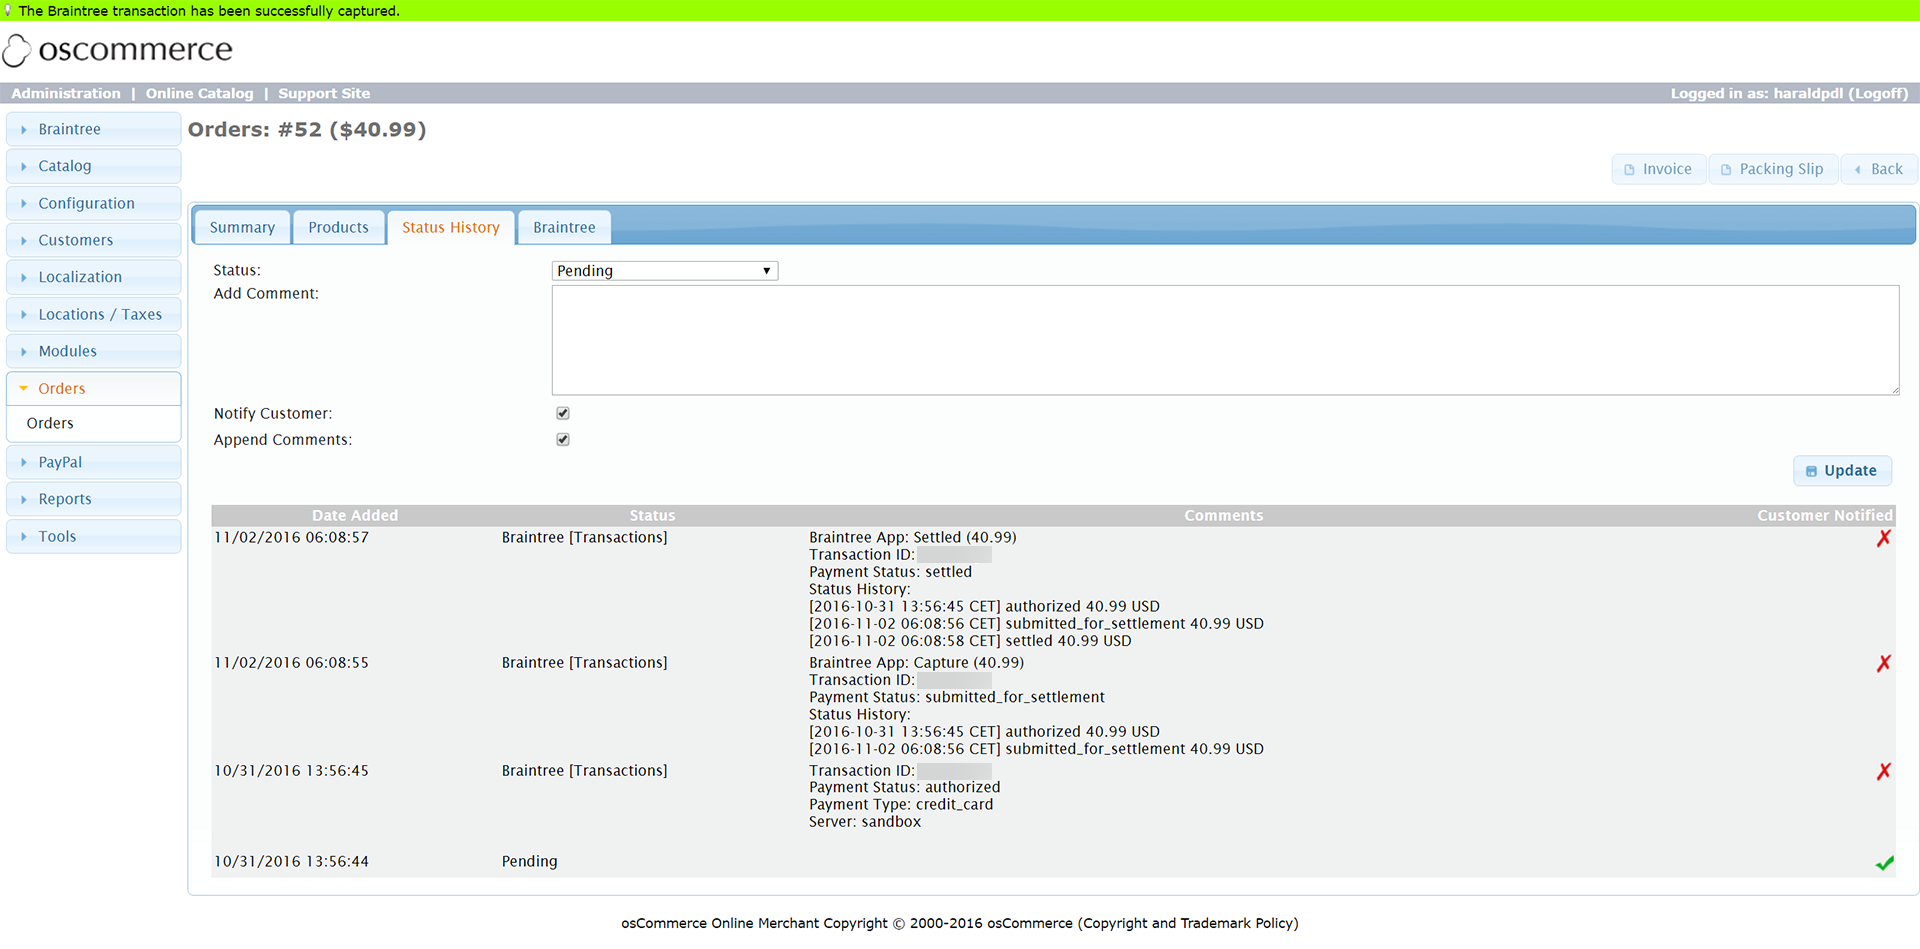 The Braintree transaction has been successfully captured.
oscommerce
Administration | Online Catalog | Support Site
Logged in as: haraldpdl (Logoff)
Braintree
Catalog
Configuration
Customers
Localization
Locations / Taxes
Modules
Orders
Orders
PayPal
Reports
Tools
Orders: #52 ($40.99)
Invoice
Packing Slip
Back
Summary
Products
Status History
Braintree
Status:
Pending
Add Comment:
Notify Customer:
Append Comments:
Update
Date Added Status Comments Customer Notified
11/02/2016 06:08:57 Braintree [Transactions] Braintree App: Settled (40.99)
Transaction ID:
Payment Status: settled
Status History:
[2016-10-31 13:56:45 CET] authorized 40.99 USD
[2016-11-02 06:08:56 CET] submitted_for_settlement 40.99 USD
[2016-11-02 06:08:58 CET] settled 40.99 USD
11/02/2016 06:08:55 Braintree [Transactions] Braintree App: Capture (40.99)
Transaction ID:
Payment Status: submitted_for_settlement
Status History:
[2016-10-31 13:56:45 CET] authorized 40.99 USD
[2016-11-02 06:08:56 CET] submitted_for_settlement 40.99 USD
10/31/2016 13:56:45 Braintree [Transactions] Transaction ID:
Payment Status: authorized
Payment Type: credit_card
Server: sandbox
10/31/2016 13:56:44 Pending
osCommerce Online Merchant Copyright © 2000-2016 osCommerce (Copyright and Trademark Policy)